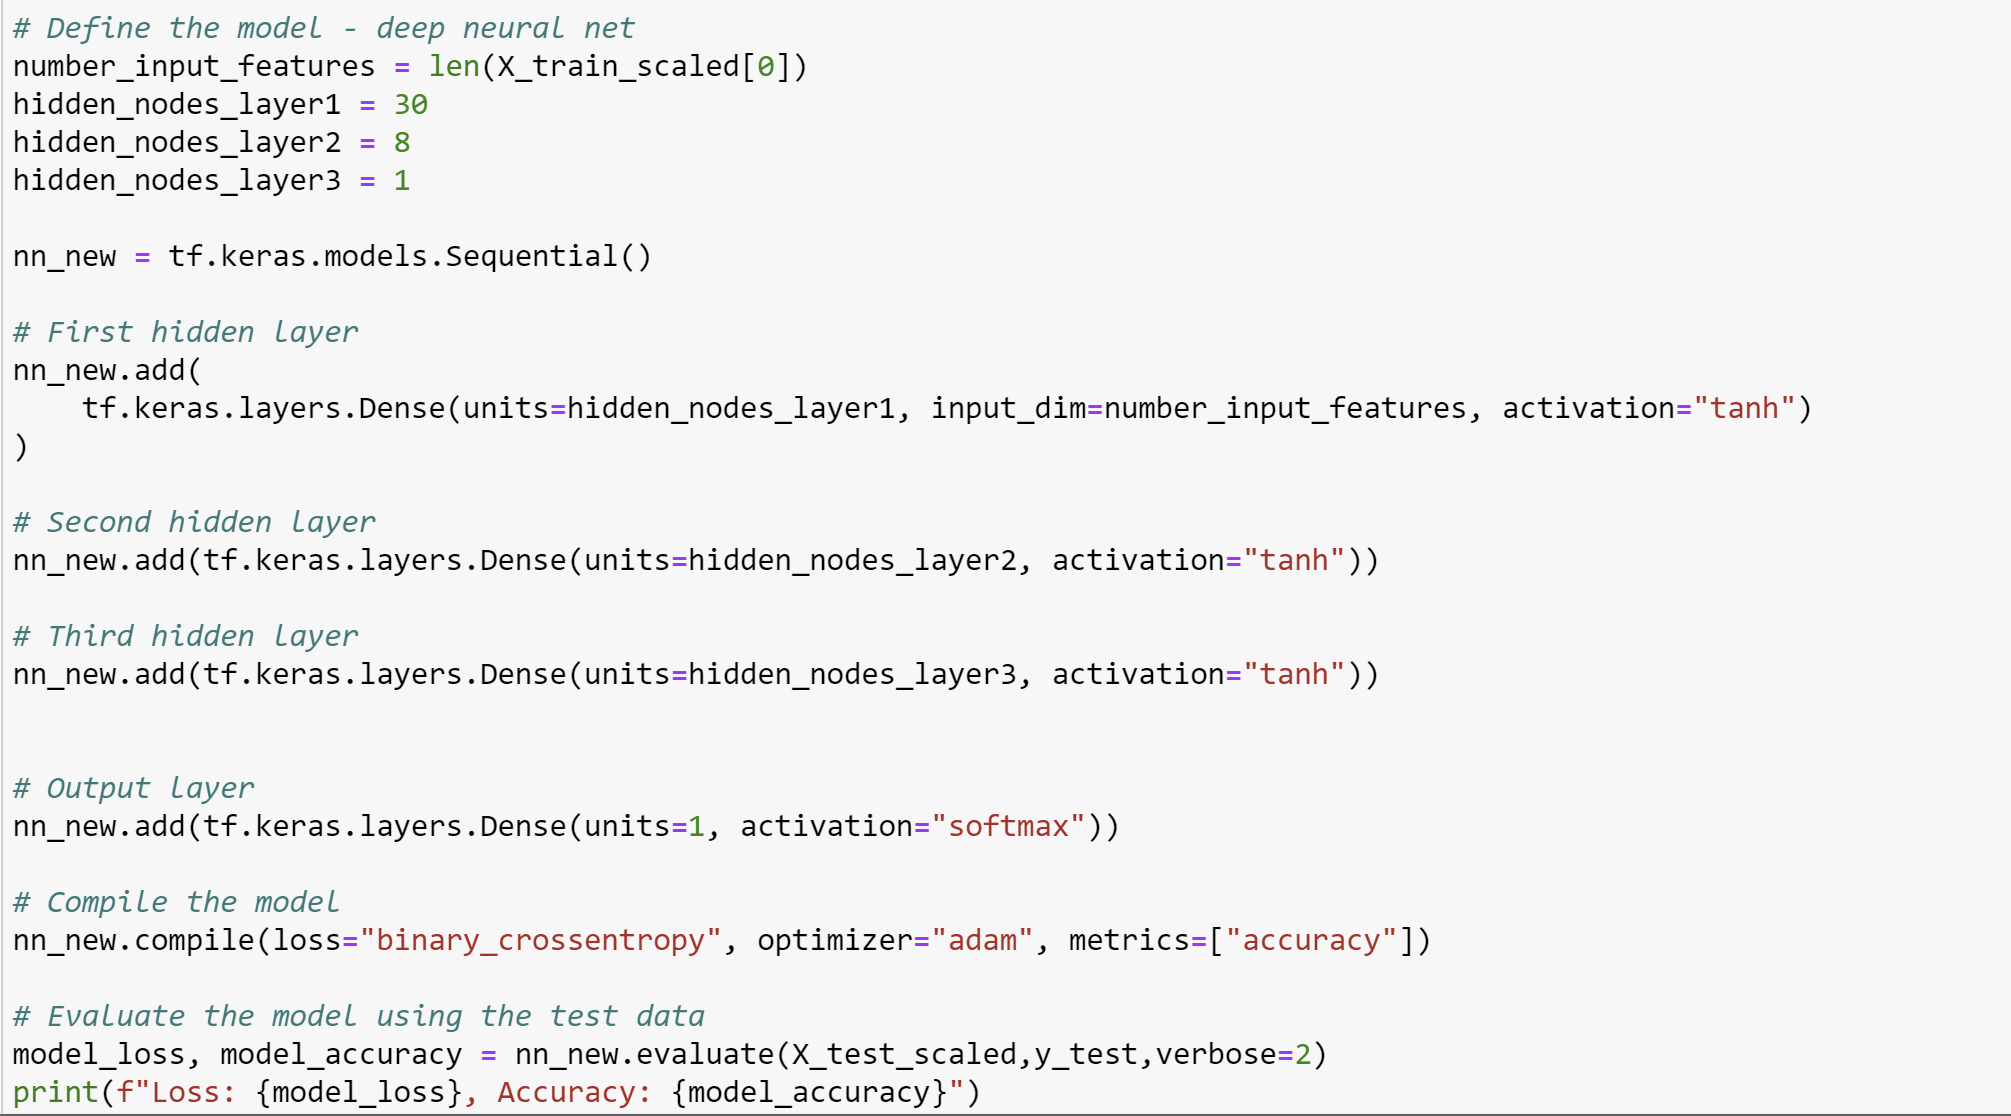 # Define the model - deep neural net
number_input_features = len(X_train_scaled[0])
hidden_nodes_layer1 = 30
hidden_nodes_layer2 = 8
hidden_nodes_layer3 = 1
nn_new = tf.keras.models.Sequential()
# First hidden layer
nn_new.add(
    tf.keras.layers.Dense(units=hidden_nodes_layer1, input_dim=number_input_features, activation="tanh")
)
# Second hidden layer
nn_new.add(tf.keras.layers.Dense(units=hidden_nodes_layer2, activation="tanh"))
# Third hidden layer
nn_new.add(tf.keras.layers.Dense(units=hidden_nodes_layer3, activation="tanh"))
# Output layer
nn_new.add(tf.keras.layers.Dense(units=1, activation="softmax"))
# Compile the model
nn_new.compile(loss="binary_crossentropy", optimizer="adam", metrics=["accuracy"])
# Evaluate the model using the test data
model_loss, model_accuracy = nn_new.evaluate(X_test_scaled,y_test,verbose=2)
print(f"Loss: {model_loss}, Accuracy: {model_accuracy}")